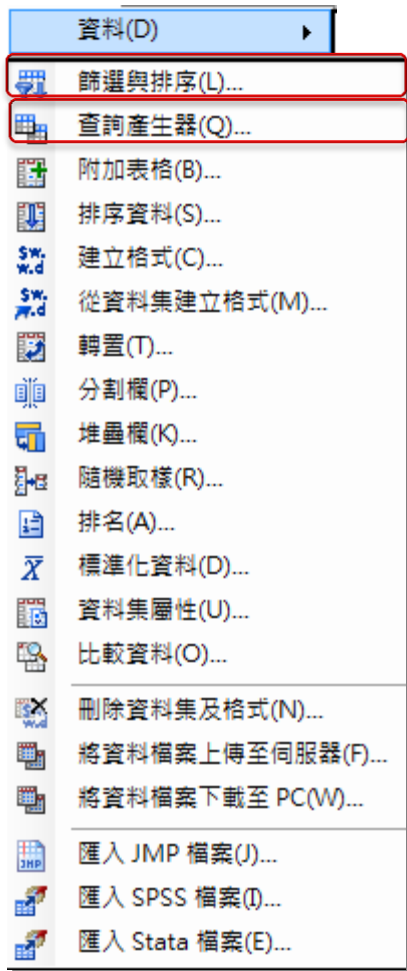 資料(D)
篩選與排序(L)...
查詢產生器(Q)...
附加表格(B)...
排序資料(S)...
建立格式(C)...
從資料集建立格式(M)...
轉置(T)...
分割欄(P)...
堆疊欄(K)...
隨機取樣(R)...
排名(A)...
標準化資料(D)...
資料集屬性(U)...
比較資料(O)...
刪除資料集及格式(N)...
將資料檔案上傳至伺服器(F)...
將資料檔案下載至 PC(W)...
匯入 JMP 檔案(J)...
匯入 SPSS 檔案(I)...
匯入 Stata 檔案(E)...